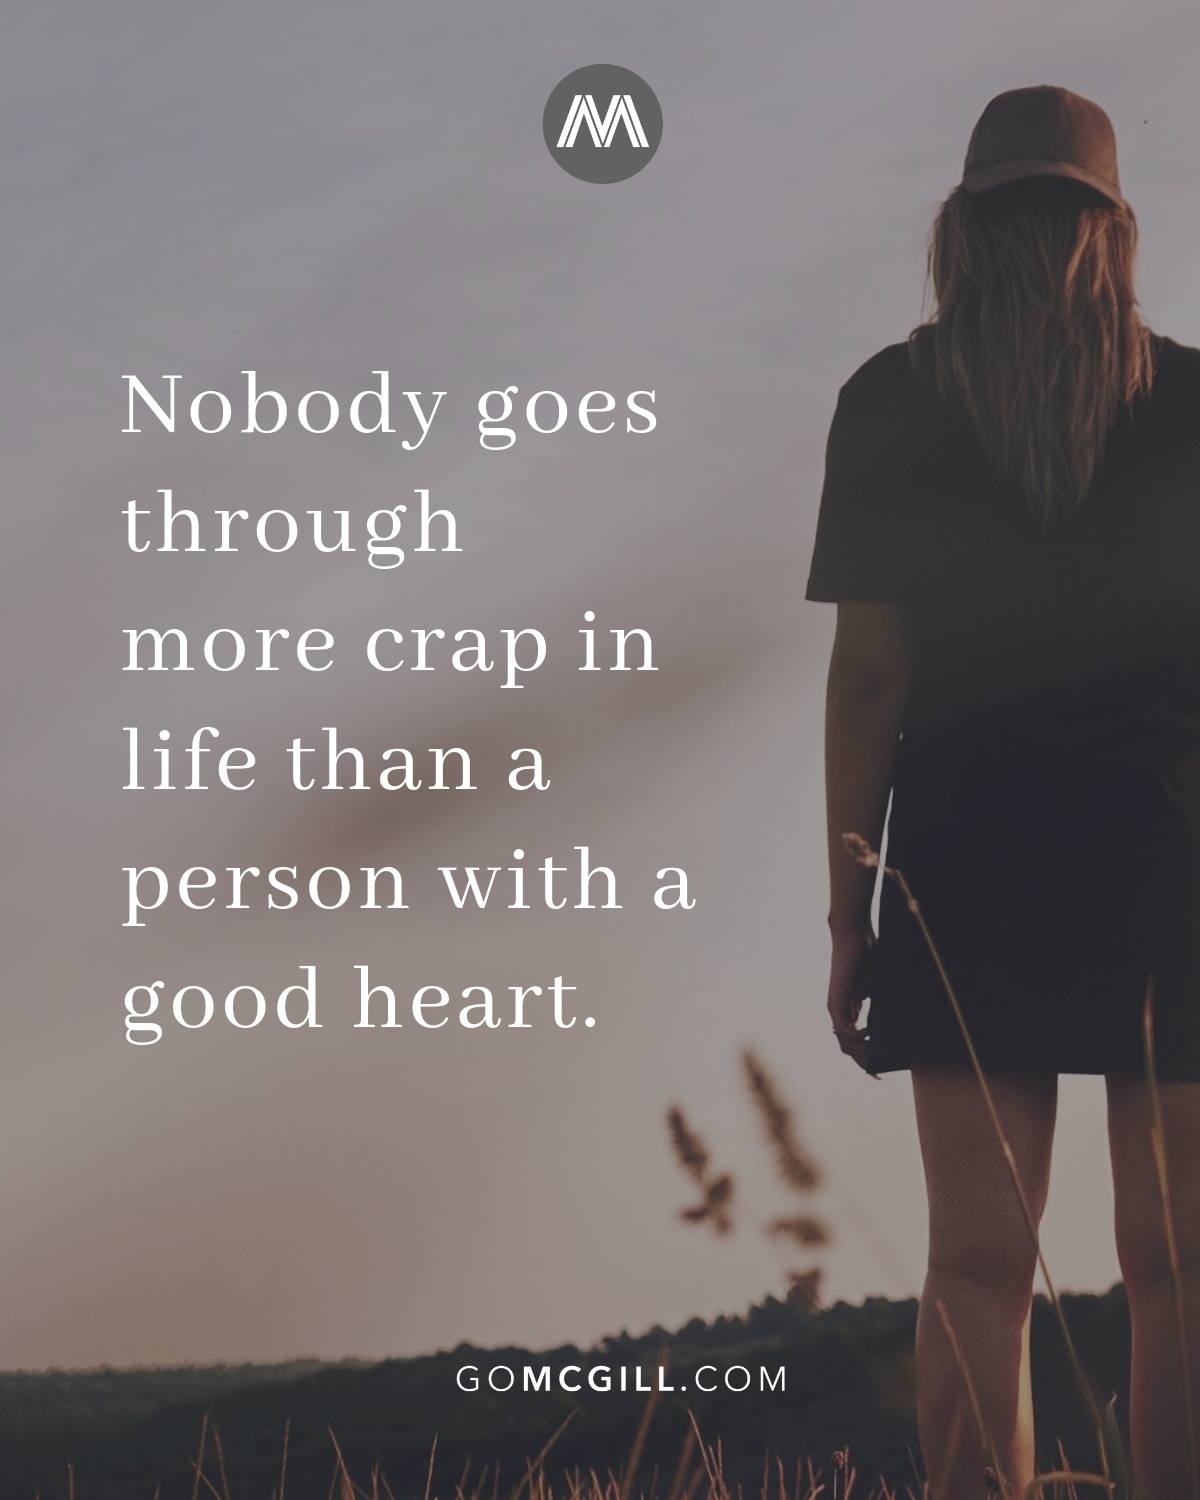 M
Nobody goes
through
more crap in
life than a
person with a
good heart.
GOMCGILL.COM